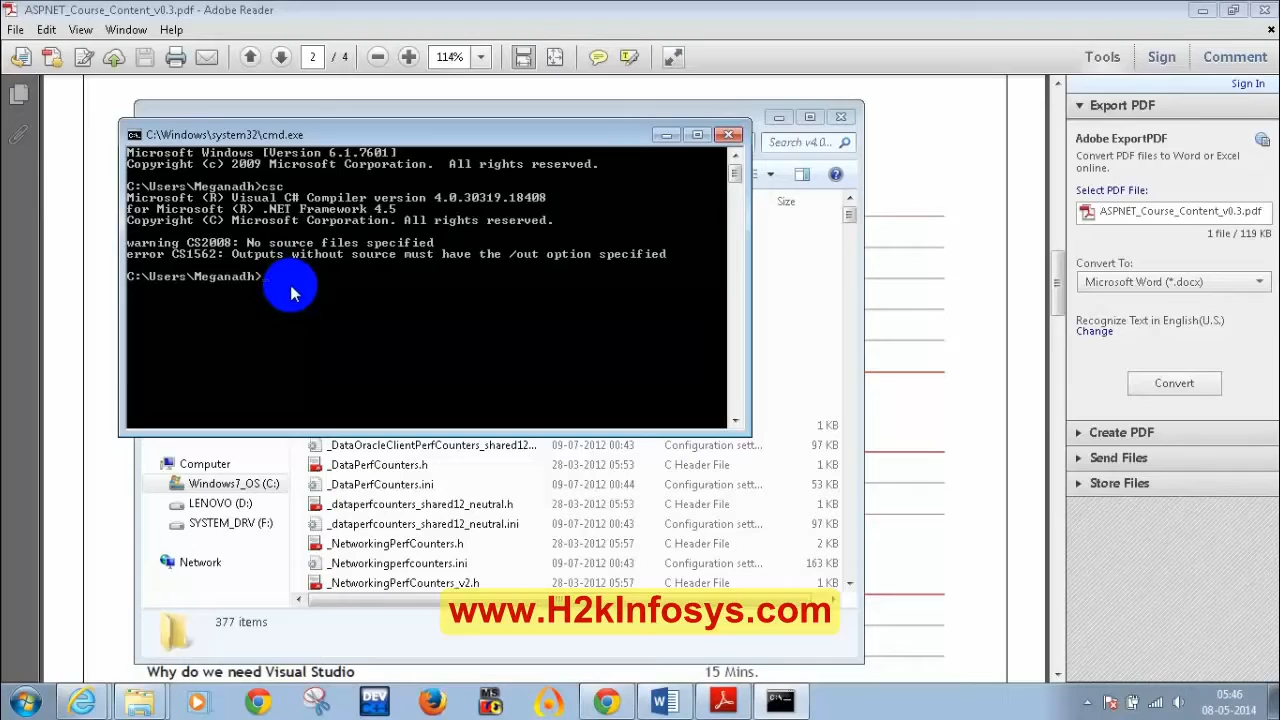 ASPNET_Course_Content_v0.3.pdf - Adobe Reader
File Edit View Window Help
2 / 4 114% Tools Sign Comment
Sign In
Export PDF
Adobe ExportPDF
Convert PDF files to Word or Excel
online.
Select PDF File:
ASPNET_Course_Content_v0.3.pdf
1 file / 119 KB
Convert To:
Microsoft Word (*.docx)
Recognize Text in English(U.S.)
Change
Convert
Create PDF
Send Files
Store Files
Search v4.0...
Size
C:\Windows\system32\cmd.exe
Microsoft Windows [Version 6.1.7601]
Copyright (c) 2009 Microsoft Corporation. All rights reserved.
C:\Users\Meganadh>csc
Microsoft (R) Visual C# Compiler version 4.0.30319.18408
for Microsoft (R) .NET Framework 4.5
Copyright (C) Microsoft Corporation. All rights reserved.
warning CS2008: No source files specified
error CS1562: Outputs without source must have the /out option specified
C:\Users\Meganadh>
1 KB
_DataOracleClientPerfCounters_shared12... 09-07-2012 00:43 Configuration sett... 97 KB
_DataPerfCounters.h 28-03-2012 05:53 C Header File 1 KB
_DataPerfCounters.ini 09-07-2012 00:44 Configuration sett... 53 KB
_dataperfcounters_shared12_neutral.h 28-03-2012 05:53 C Header File 1 KB
_dataperfcounters_shared12_neutral.ini 09-07-2012 00:43 Configuration sett... 97 KB
_NetworkingPerfCounters.h 28-03-2012 05:57 C Header File 2 KB
_Networkingperfcounters.ini 09-07-2012 00:43 Configuration sett... 163 KB
_NetworkingPerfCounters_v2.h 28-03-2012 05:57 C Header File 1 KB
Computer
Windows7_OS (C:)
LENOVO (D:)
SYSTEM_DRV (F:)
Network
377 items
www.H2kInfosys.com
Why do we need Visual Studio 15 Mins.
DEV
MS
05:46
08-05-2014